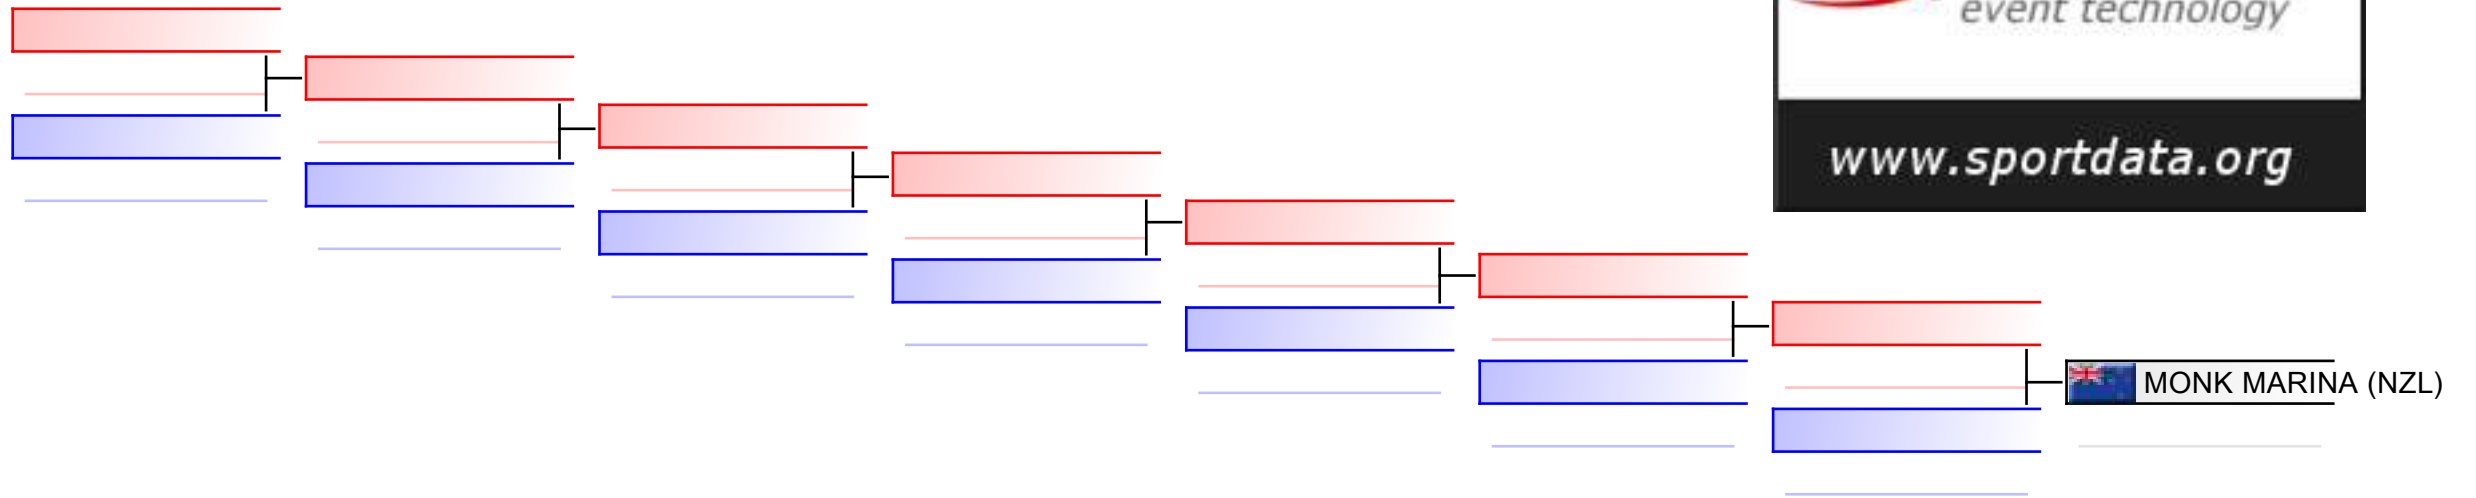 event technology
www.sportdata.org
MONK MARINA (NZL)